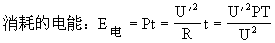 消耗的电能：E电 = Pt = U′²/R t = U′²PT/U²